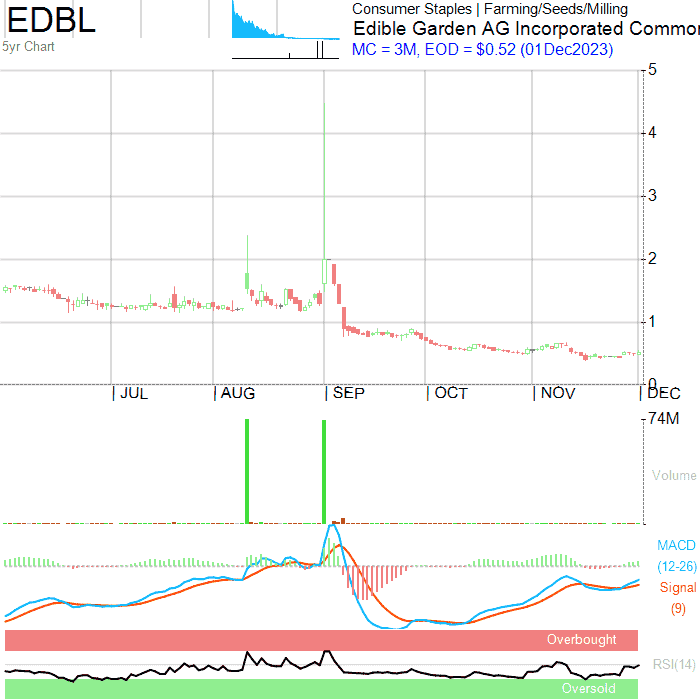 EDBL
Consumer Staples | Farming/Seeds/Milling
Edible Garden AG Incorporated Common
5yr Chart
MC = 3M, EOD = $0.52 (01Dec2023)
5
4
3
2
1
0
| JUL | AUG | SEP | OCT | NOV | DEC
74M
Volume
MACD
(12-26)
Signal
(9)
Overbought
RSI(14)
Oversold